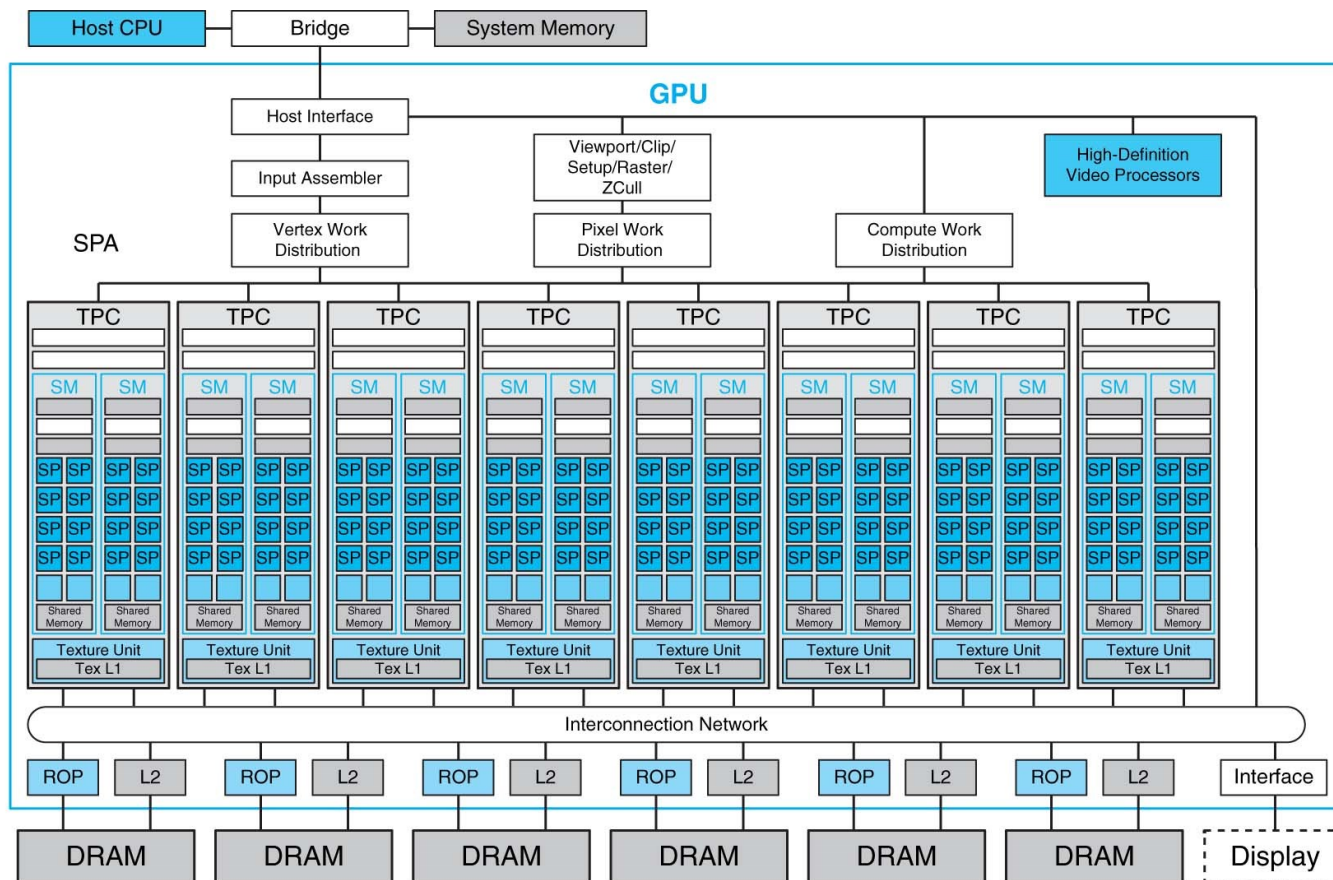 Host CPU
Bridge
System Memory
GPU
Host Interface
Viewport/Clip/
Setup/Raster/
ZCull
High-Definition
Video Processors
Input Assembler
SPA
Vertex Work
Distribution
Pixel Work
Distribution
Compute Work
Distribution
TPC TPC TPC TPC TPC TPC TPC TPC
SM SM SM SM SM SM SM SM SM SM SM SM SM SM SM SM
SP SP SP SP SP SP SP SP SP SP SP SP SP SP SP SP SP SP SP SP SP SP SP SP SP SP SP SP SP SP SP SP
SP SP SP SP SP SP SP SP SP SP SP SP SP SP SP SP SP SP SP SP SP SP SP SP SP SP SP SP SP SP SP SP
SP SP SP SP SP SP SP SP SP SP SP SP SP SP SP SP SP SP SP SP SP SP SP SP SP SP SP SP SP SP SP SP
SP SP SP SP SP SP SP SP SP SP SP SP SP SP SP SP SP SP SP SP SP SP SP SP SP SP SP SP SP SP SP SP
Shared Shared Shared Shared Shared Shared Shared Shared Shared Shared Shared Shared Shared Shared Shared Shared
Memory Memory Memory Memory Memory Memory Memory Memory Memory Memory Memory Memory Memory Memory Memory Memory
Texture Unit Texture Unit Texture Unit Texture Unit Texture Unit Texture Unit Texture Unit Texture Unit
Tex L1 Tex L1 Tex L1 Tex L1 Tex L1 Tex L1 Tex L1 Tex L1
Interconnection Network
ROP L2 ROP L2 ROP L2 ROP L2 ROP L2 ROP L2 Interface
DRAM DRAM DRAM DRAM DRAM DRAM Display